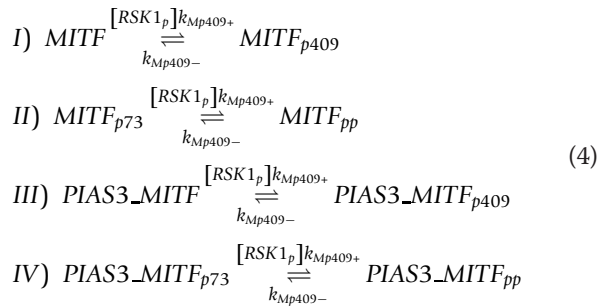 [RSK1p]kMp409+
I) MITF ⇌ MITFp409
kMp409−
[RSK1p]kMp409+
II) MITFp73 ⇌ MITFpp
kMp409−
(4)
[RSK1p]kMp409+
III) PIAS3_MITF ⇌ PIAS3_MITFp409
kMp409−
[RSK1p]kMp409+
IV) PIAS3_MITFp73 ⇌ PIAS3_MITFpp
kMp409−